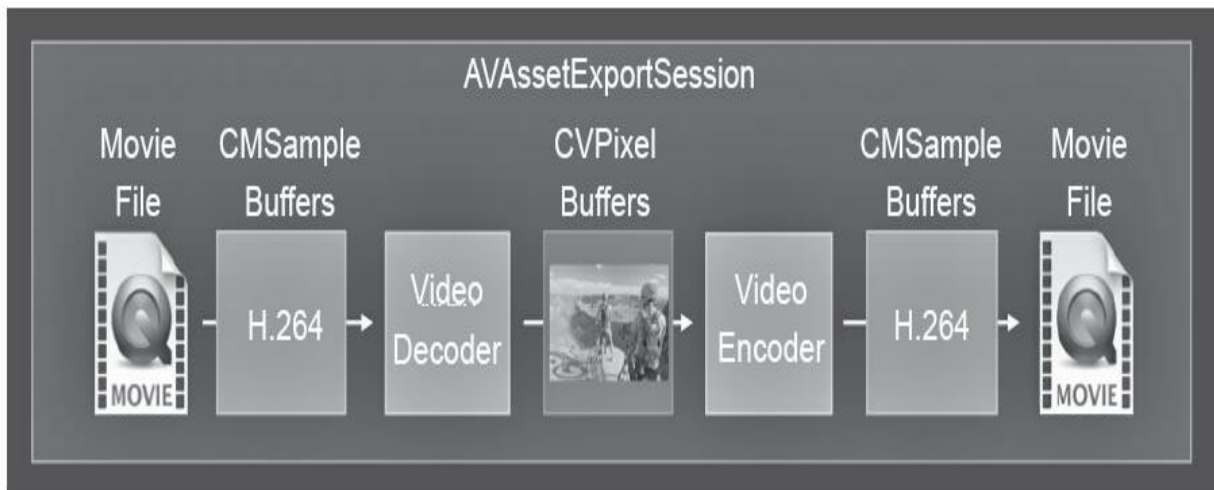 AVAssetExportSession
Movie
File
CMSample
Buffers
CVPixel
Buffers
CMSample
Buffers
Movie
File
MOVIE
H.264
Video
Decoder
Video
Encoder
H.264
MOVIE